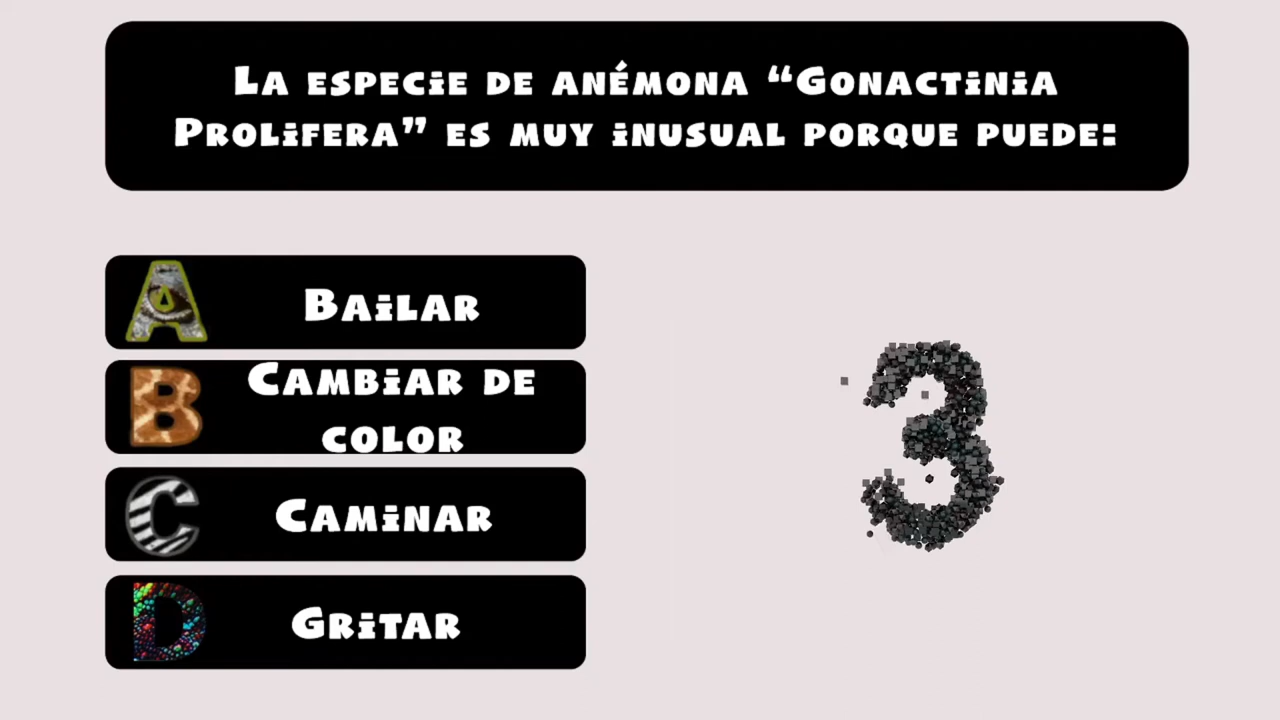 La especie de anémona “Gonactinia
Prolifera” es muy inusual porque puede:
A Bailar
B Cambiar de
color
C Caminar
D Gritar
3